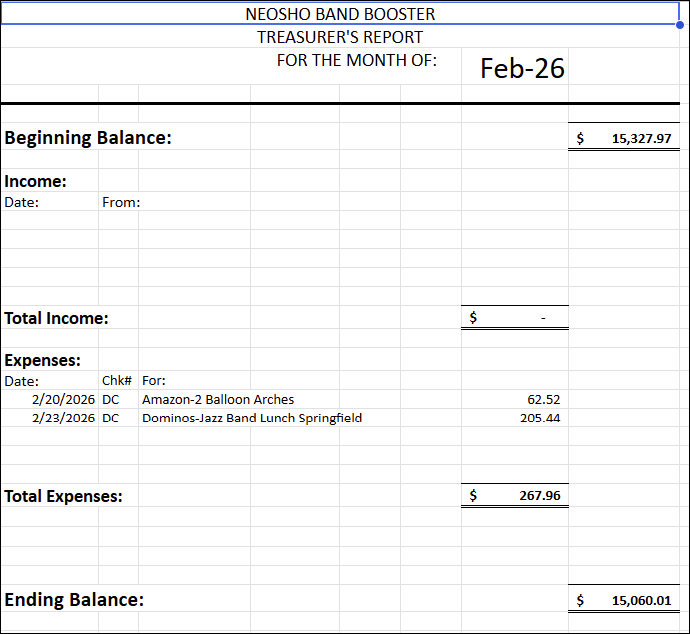 NEOSHO BAND BOOSTER
TREASURER'S REPORT
FOR THE MONTH OF: Feb-26
Beginning Balance: $ 15,327.97
Income:
Date: From:
Total Income: $ -
Expenses:
Date: Chk# For:
2/20/2026 DC Amazon-2 Balloon Arches 62.52
2/23/2026 DC Dominos-Jazz Band Lunch Springfield 205.44
Total Expenses: $ 267.96
Ending Balance: $ 15,060.01